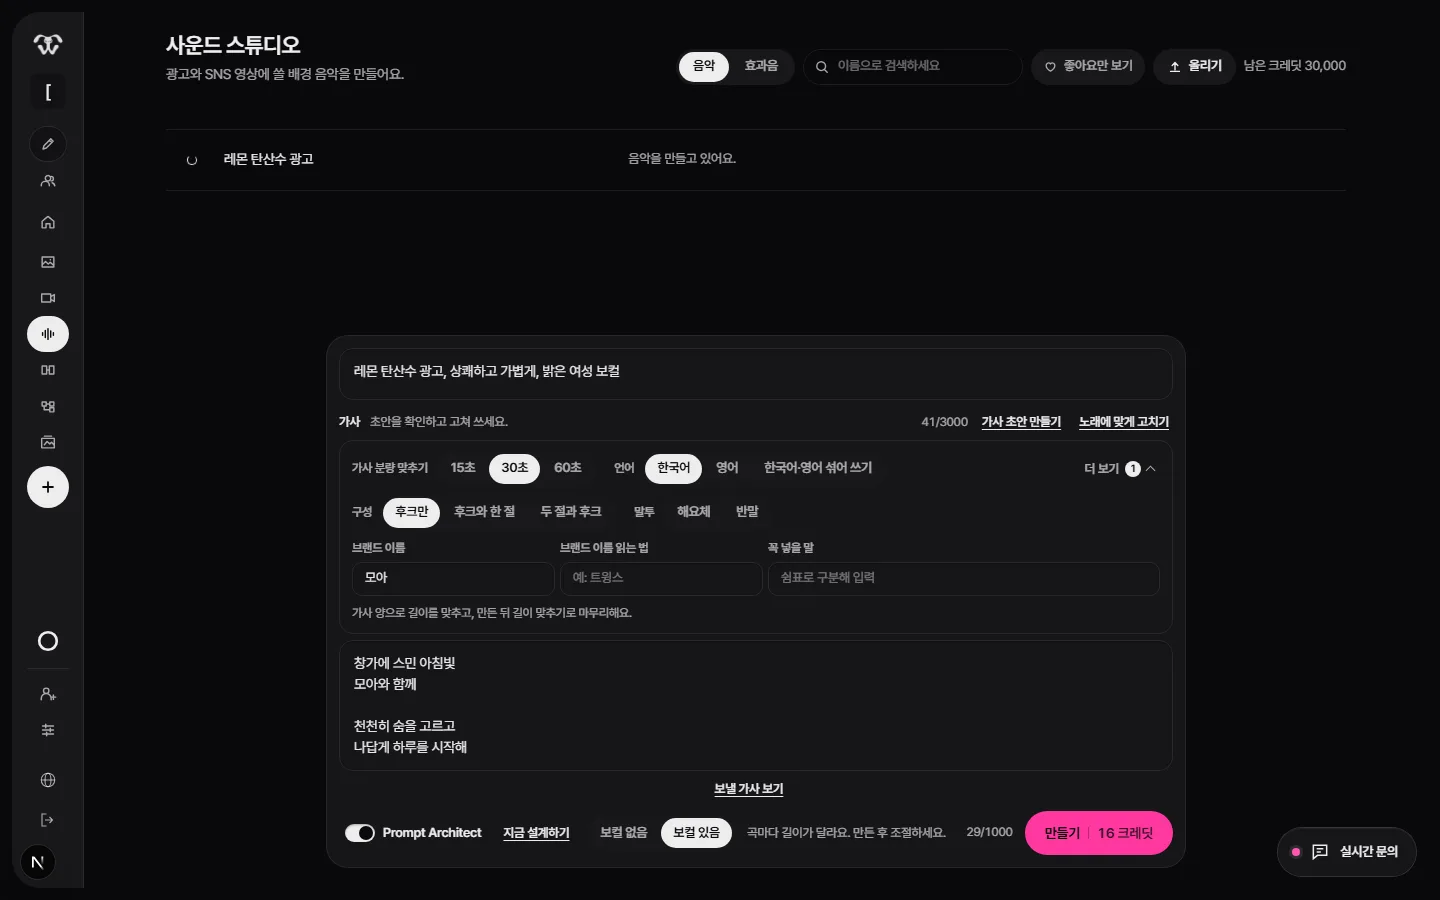 사운드 스튜디오
광고와 SNS 영상에 쓸 배경 음악을 만들어요.
음악 효과음 이름으로 검색하세요 좋아요만 보기 올리기 남은 크레딧 30,000
[
레몬 탄산수 광고 음악을 만들고 있어요.
레몬 탄산수 광고, 상쾌하고 가볍게, 밝은 여성 보컬
가사 초안을 확인하고 고쳐 쓰세요. 41/3000 가사 초안 만들기 노래에 맞게 고치기
가사 분량 맞추기 15초 30초 60초 언어 한국어 영어 한국어·영어 섞어 쓰기 더 보기 1
구성 후크만 후크와 한 절 두 절과 후크 말투 해요체 반말
브랜드 이름 브랜드 이름 읽는 법 꼭 넣을 말
모아 예: 트윙스 쉼표로 구분해 입력
가사 양으로 길이를 맞추고, 만든 뒤 길이 맞추기로 마무리해요.
창가에 스민 아침빛
모아와 함께
천천히 숨을 고르고
나답게 하루를 시작해
보낼 가사 보기
Prompt Architect 지금 설계하기 보컬 없음 보컬 있음 곡마다 길이가 달라요. 만든 후 조절하세요. 29/1000 만들기 16 크레딧
실시간 문의
N